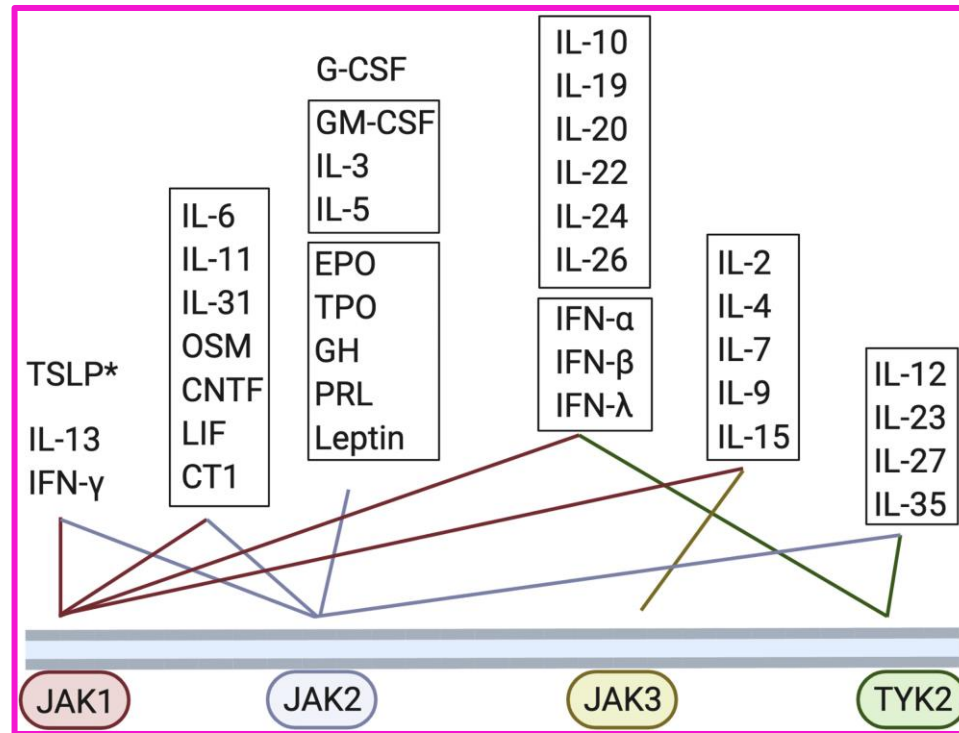 TSLP*
IL-13
IFN-γ
IL-6
IL-11
IL-31
OSM
CNTF
LIF
CT1
G-CSF
GM-CSF
IL-3
IL-5
EPO
TPO
GH
PRL
Leptin
IL-10
IL-19
IL-20
IL-22
IL-24
IL-26
IFN-α
IFN-β
IFN-λ
IL-2
IL-4
IL-7
IL-9
IL-15
IL-12
IL-23
IL-27
IL-35
JAK1
JAK2
JAK3
TYK2